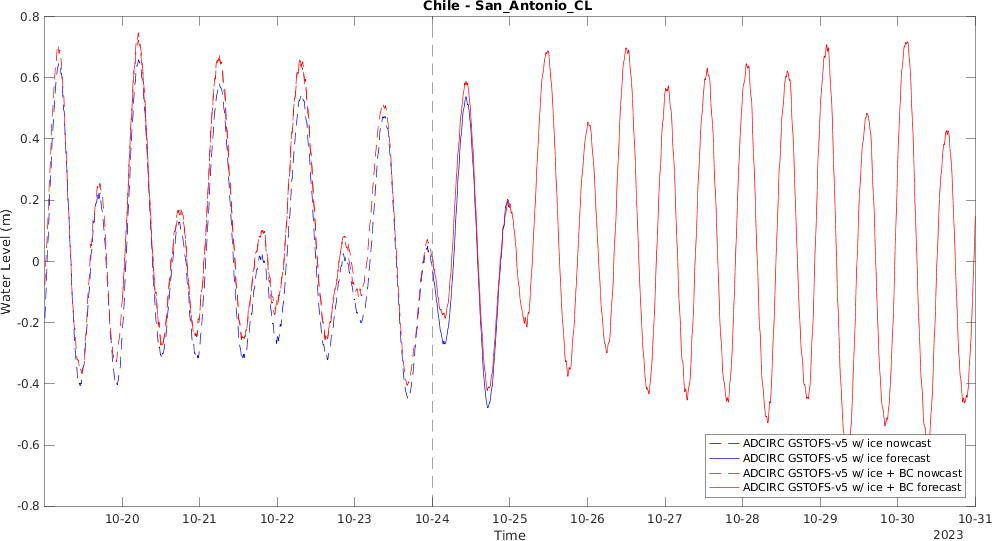 Chile - San_Antonio_CL
0.8
0.6
0.4
0.2
0
-0.2
-0.4
-0.6
-0.8
Water Level (m)
ADCIRC GSTOFS-v5 w/ ice nowcast
ADCIRC GSTOFS-v5 w/ ice forecast
ADCIRC GSTOFS-v5 w/ ice + BC nowcast
ADCIRC GSTOFS-v5 w/ ice + BC forecast
10-20 10-21 10-22 10-23 10-24 10-25 10-26 10-27 10-28 10-29 10-30 10-31
Time 2023